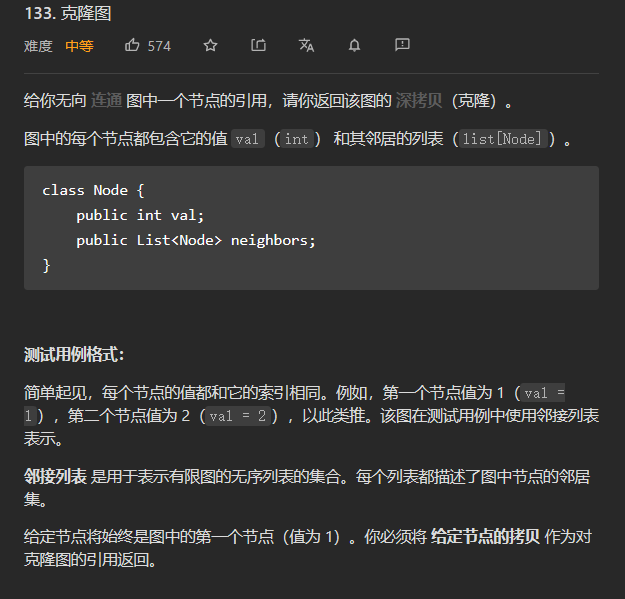 133. 克隆图
难度 中等 574
给你无向 连通 图中一个节点的引用，请你返回该图的 深拷贝（克隆）。
图中的每个节点都包含它的值 val（int） 和其邻居的列表（list[Node]）。
class Node {
    public int val;
    public List<Node> neighbors;
}
测试用例格式：
简单起见，每个节点的值都和它的索引相同。例如，第一个节点值为 1（val =
1），第二个节点值为 2（val = 2），以此类推。该图在测试用例中使用邻接列表
表示。
邻接列表 是用于表示有限图的无序列表的集合。每个列表都描述了图中节点的邻居
集。
给定节点将始终是图中的第一个节点（值为 1）。你必须将 给定节点的拷贝 作为对
克隆图的引用返回。